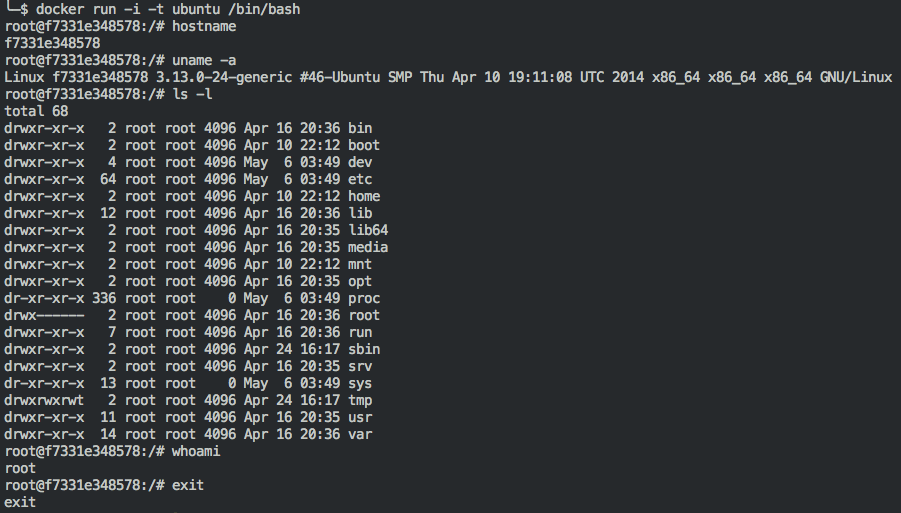 ╰─$ docker run -i -t ubuntu /bin/bash
root@f7331e348578:/# hostname
f7331e348578
root@f7331e348578:/# uname -a
Linux f7331e348578 3.13.0-24-generic #46-Ubuntu SMP Thu Apr 10 19:11:08 UTC 2014 x86_64 x86_64 x86_64 GNU/Linux
root@f7331e348578:/# ls -l
total 68
drwxr-xr-x   2 root root 4096 Apr 16 20:36 bin
drwxr-xr-x   2 root root 4096 Apr 10 22:12 boot
drwxr-xr-x   4 root root 4096 May  6 03:49 dev
drwxr-xr-x  64 root root 4096 May  6 03:49 etc
drwxr-xr-x   2 root root 4096 Apr 10 22:12 home
drwxr-xr-x  12 root root 4096 Apr 16 20:36 lib
drwxr-xr-x   2 root root 4096 Apr 16 20:35 lib64
drwxr-xr-x   2 root root 4096 Apr 16 20:35 media
drwxr-xr-x   2 root root 4096 Apr 10 22:12 mnt
drwxr-xr-x   2 root root 4096 Apr 16 20:35 opt
dr-xr-xr-x 336 root root    0 May  6 03:49 proc
drwx------   2 root root 4096 Apr 16 20:36 root
drwxr-xr-x   7 root root 4096 Apr 16 20:36 run
drwxr-xr-x   2 root root 4096 Apr 24 16:17 sbin
drwxr-xr-x   2 root root 4096 Apr 16 20:35 srv
dr-xr-xr-x  13 root root    0 May  6 03:49 sys
drwxrwxrwt   2 root root 4096 Apr 24 16:17 tmp
drwxr-xr-x  11 root root 4096 Apr 16 20:35 usr
drwxr-xr-x  14 root root 4096 Apr 16 20:36 var
root@f7331e348578:/# whoami
root
root@f7331e348578:/# exit
exit